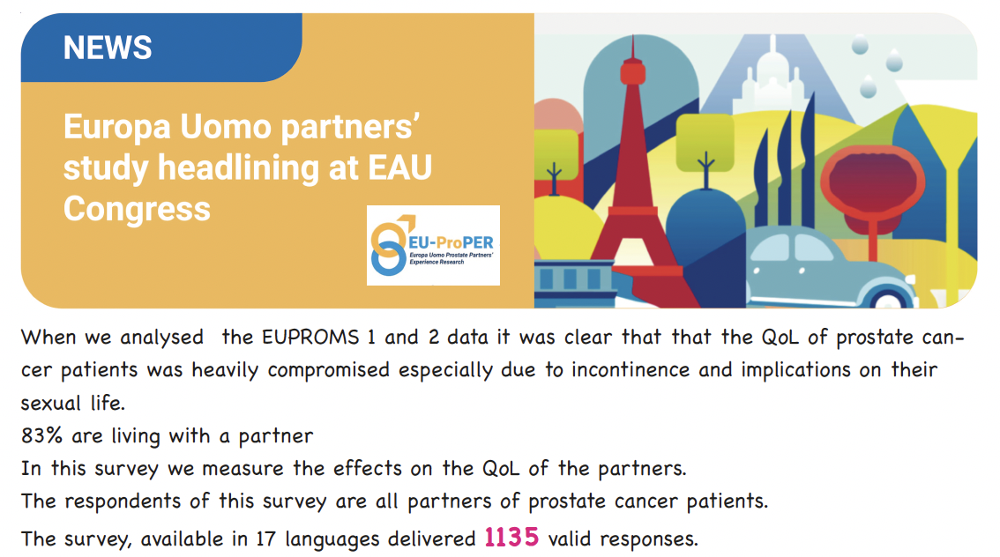 NEWS
Europa Uomo partners’
study headlining at EAU
Congress
EU-ProPER
Europa Uomo Prostate Partners’
Experience Research
When we analysed  the EUPROMS 1 and 2 data it was clear that that the QoL of prostate can-
cer patients was heavily compromised especially due to incontinence and implications on their
sexual life.
83% are living with a partner
In this survey we measure the effects on the QoL of the partners.
The respondents of this survey are all partners of prostate cancer patients.
The survey, available in 17 languages delivered 1135 valid responses.